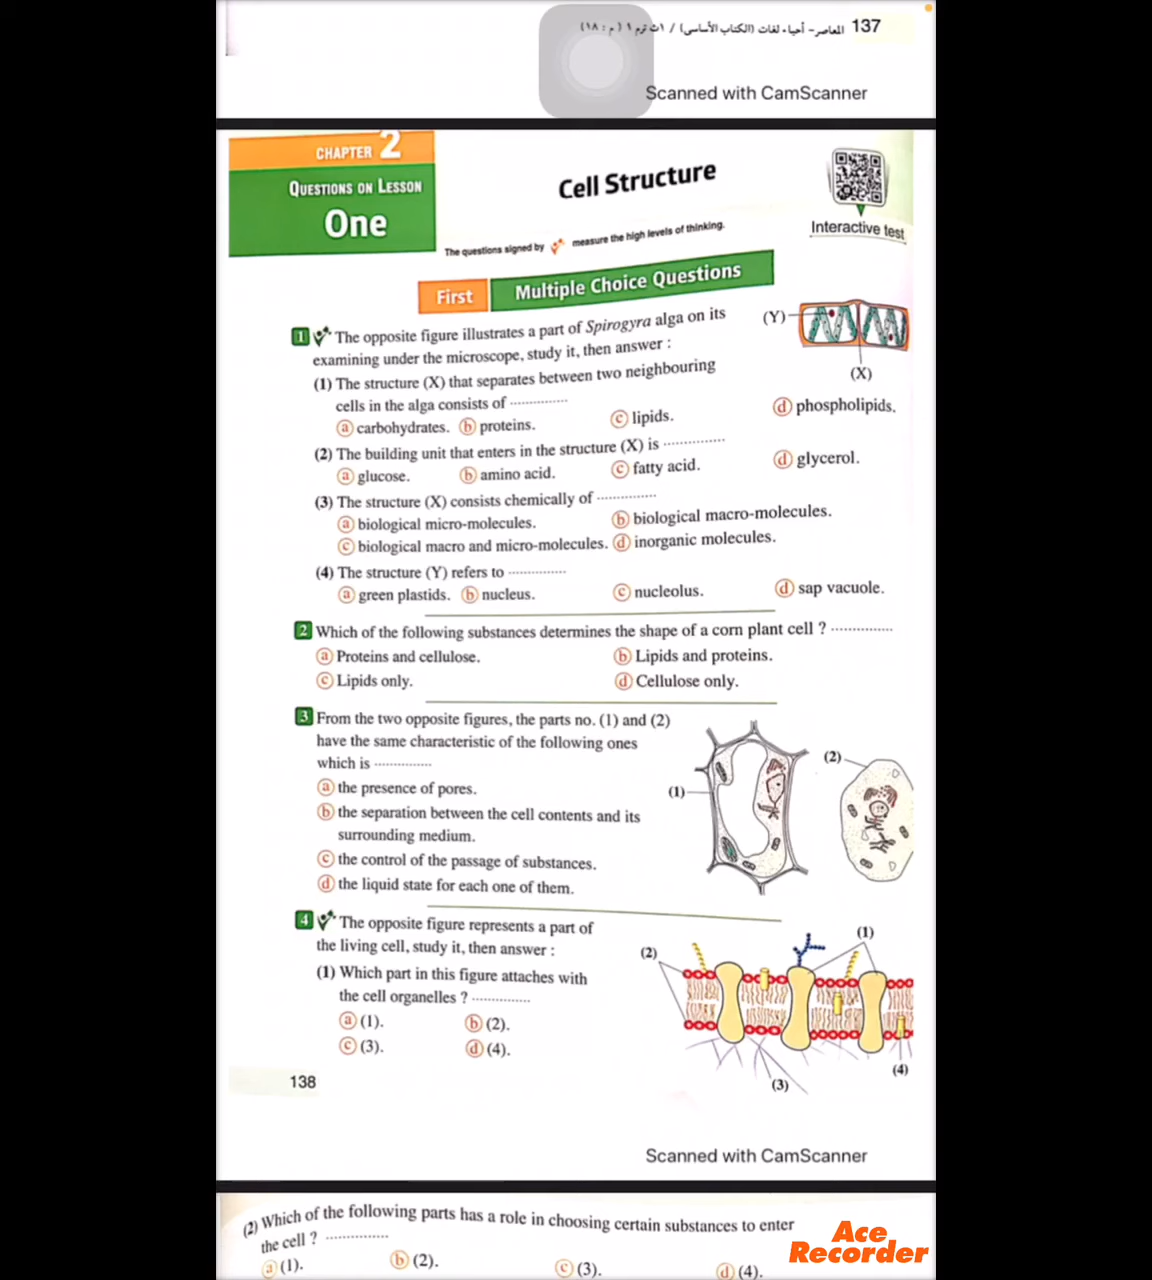 المعاصر - أحياء لغات (الكتاب الأساسى) / ١ث ترم ١ (م : ١٨) 137
Scanned with CamScanner
CHAPTER 2
QUESTIONS ON LESSON
One
Cell Structure
Interactive test
The questions signed by measure the high levels of thinking.
First Multiple Choice Questions
1 The opposite figure illustrates a part of Spirogyra alga on its
examining under the microscope, study it, then answer :
(Y)
(X)
(1) The structure (X) that separates between two neighbouring
cells in the alga consists of ..............
a carbohydrates. b proteins. c lipids. d phospholipids.
(2) The building unit that enters in the structure (X) is ..............
a glucose. b amino acid. c fatty acid. d glycerol.
(3) The structure (X) consists chemically of ..............
a biological micro-molecules. b biological macro-molecules.
c biological macro and micro-molecules. d inorganic molecules.
(4) The structure (Y) refers to ..............
a green plastids. b nucleus. c nucleolus. d sap vacuole.
2 Which of the following substances determines the shape of a corn plant cell ? ..............
a Proteins and cellulose. b Lipids and proteins.
c Lipids only. d Cellulose only.
3 From the two opposite figures, the parts no. (1) and (2)
have the same characteristic of the following ones
which is ..............
a the presence of pores.
b the separation between the cell contents and its
surrounding medium.
c the control of the passage of substances.
d the liquid state for each one of them.
(1)
(2)
4 The opposite figure represents a part of
the living cell, study it, then answer :
(1) Which part in this figure attaches with
the cell organelles ? ..............
a (1). b (2).
c (3). d (4).
(1)
(2)
(3)
(4)
138
Scanned with CamScanner
(2) Which of the following parts has a role in choosing certain substances to enter
the cell ? ..............
a (1). b (2). c (3). d (4).
Ace
Recorder